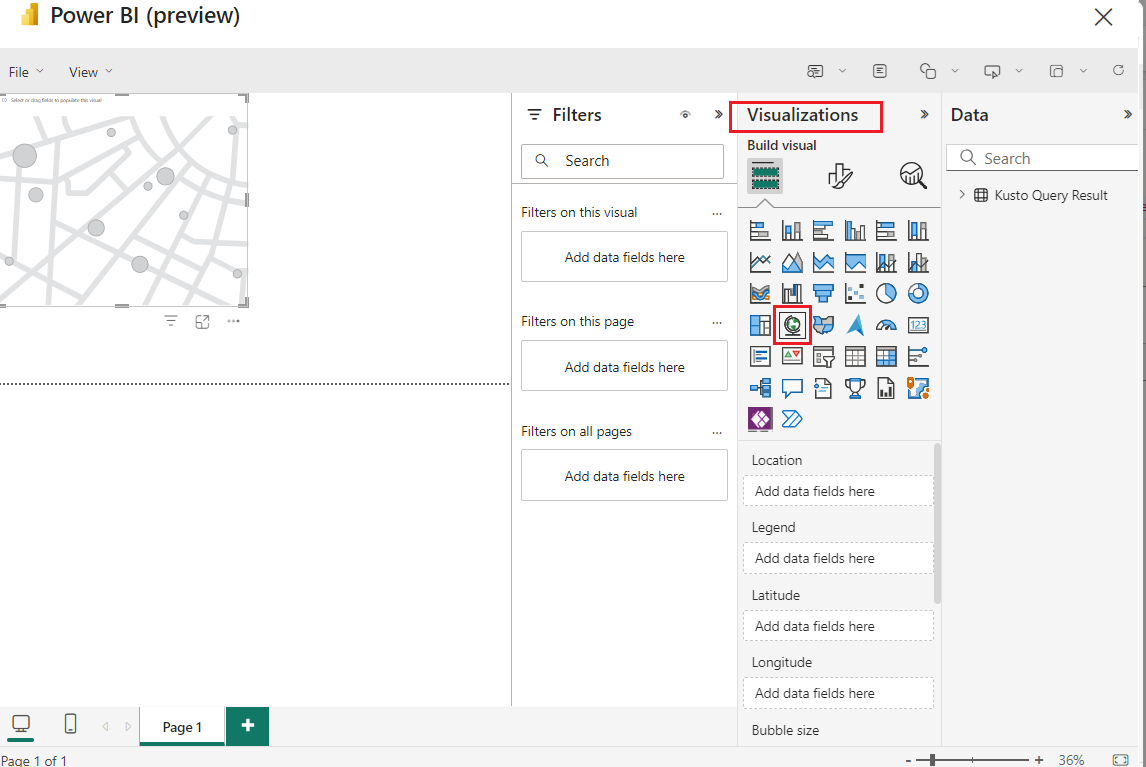 Power BI (preview)
File
View
Select or drag fields to populate this visual
Filters
Search
Filters on this visual
...
Add data fields here
Filters on this page
...
Add data fields here
Filters on all pages
...
Add data fields here
Visualizations
Build visual
123
Location
Add data fields here
Legend
Add data fields here
Latitude
Add data fields here
Longitude
Add data fields here
Bubble size
Data
Search
Kusto Query Result
Page 1
+
Page 1 of 1
- + 36%